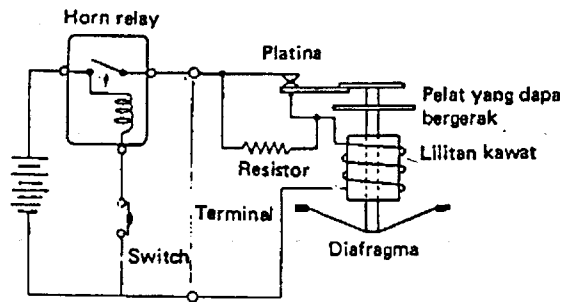 Horn relay
Platina
Pelat yang dapa
bergerak
Lilitan kawat
Resistor
Terminal
Switch
Diafragma